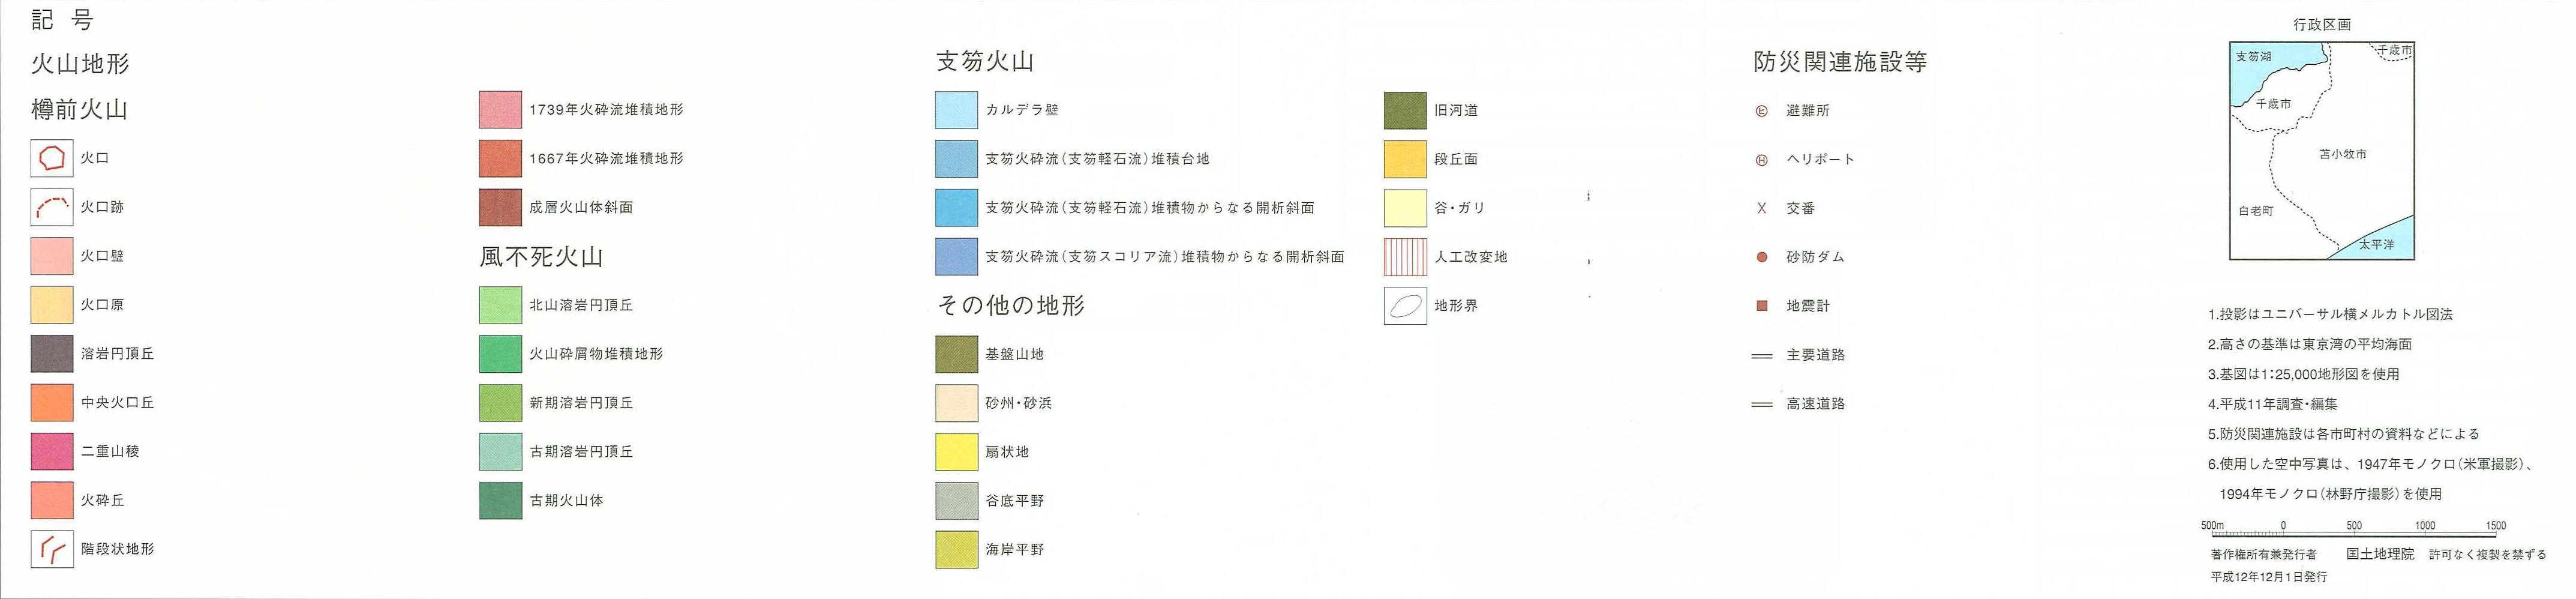 記 号
火山地形
樽前火山
火口
火口跡
火口壁
火口原
溶岩円頂丘
中央火口丘
二重山稜
火砕丘
階段状地形
1739年火砕流堆積地形
1667年火砕流堆積地形
成層火山体斜面
風不死火山
北山溶岩円頂丘
火山砕屑物堆積地形
新期溶岩円頂丘
古期溶岩円頂丘
古期火山体
支笏火山
カルデラ壁
支笏火砕流(支笏軽石流)堆積台地
支笏火砕流(支笏軽石流)堆積物からなる開析斜面
支笏火砕流(支笏スコリア流)堆積物からなる開析斜面
その他の地形
基盤山地
砂州・砂浜
扇状地
谷底平野
海岸平野
旧河道
段丘面
谷・ガリ
人工改変地
地形界
防災関連施設等
㋪ 避難所
Ⓗ ヘリポート
X 交番
砂防ダム
地震計
主要道路
高速道路
行政区画
支笏湖
千歳市
千歳市
苫小牧市
白老町
太平洋
1.投影はユニバーサル横メルカトル図法
2.高さの基準は東京湾の平均海面
3.基図は1:25,000地形図を使用
4.平成11年調査・編集
5.防災関連施設は各市町村の資料などによる
6.使用した空中写真は、1947年モノクロ(米軍撮影)、
1994年モノクロ(林野庁撮影)を使用
500m 0 500 1000 1500
著作権所有兼発行者 国土地理院 許可なく複製を禁ずる
平成12年12月1日発行